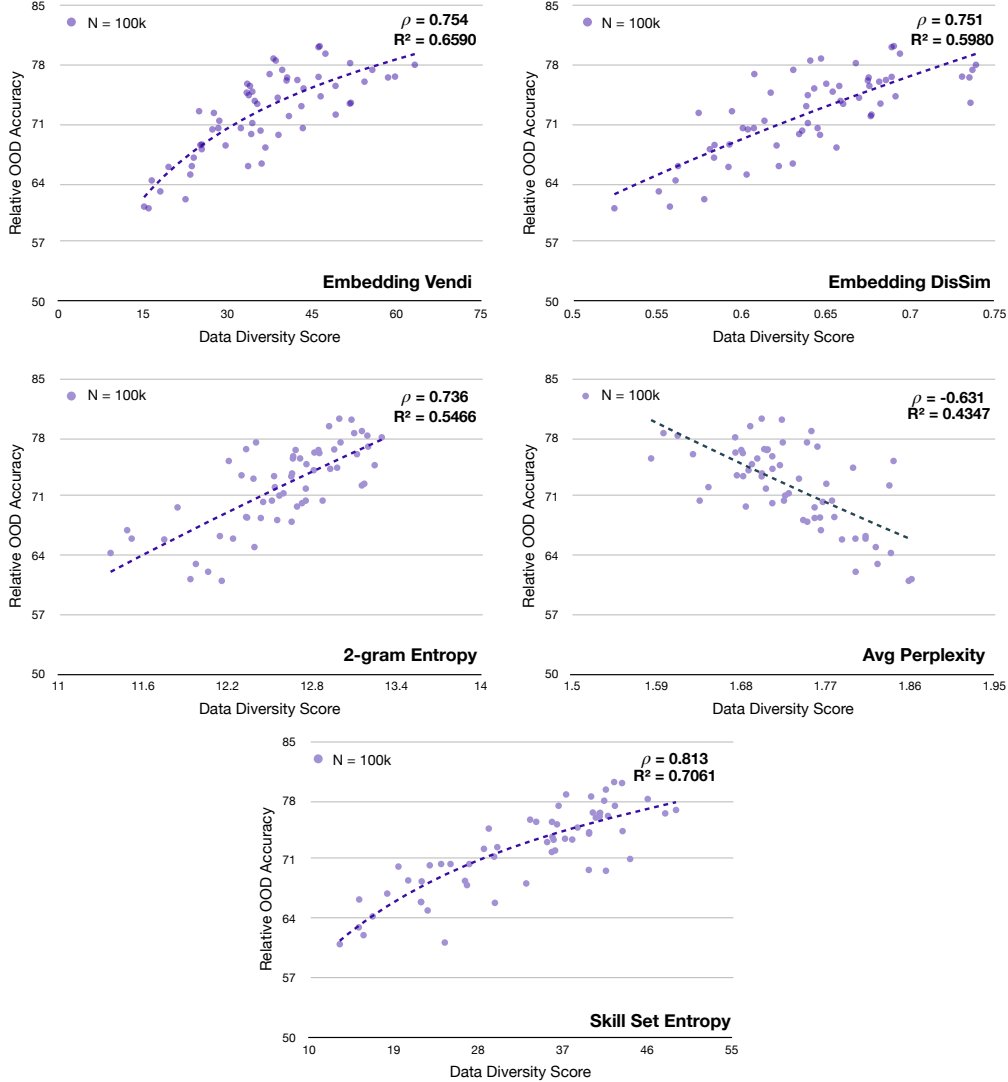 85
78
71
64
57
50
Relative OOD Accuracy
N = 100k
ρ = 0.754
R² = 0.6590
Embedding Vendi
0 15 30 45 60 75
Data Diversity Score
85
78
71
64
57
50
Relative OOD Accuracy
N = 100k
ρ = 0.751
R² = 0.5980
Embedding DisSim
0.5 0.55 0.6 0.65 0.7 0.75
Data Diversity Score
85
78
71
64
57
50
Relative OOD Accuracy
N = 100k
ρ = 0.736
R² = 0.5466
2-gram Entropy
11 11.6 12.2 12.8 13.4 14
Data Diversity Score
85
78
71
64
57
50
Relative OOD Accuracy
N = 100k
ρ = -0.631
R² = 0.4347
Avg Perplexity
1.5 1.59 1.68 1.77 1.86 1.95
Data Diversity Score
85
78
71
64
57
50
Relative OOD Accuracy
N = 100k
ρ = 0.813
R² = 0.7061
Skill Set Entropy
10 19 28 37 46 55
Data Diversity Score